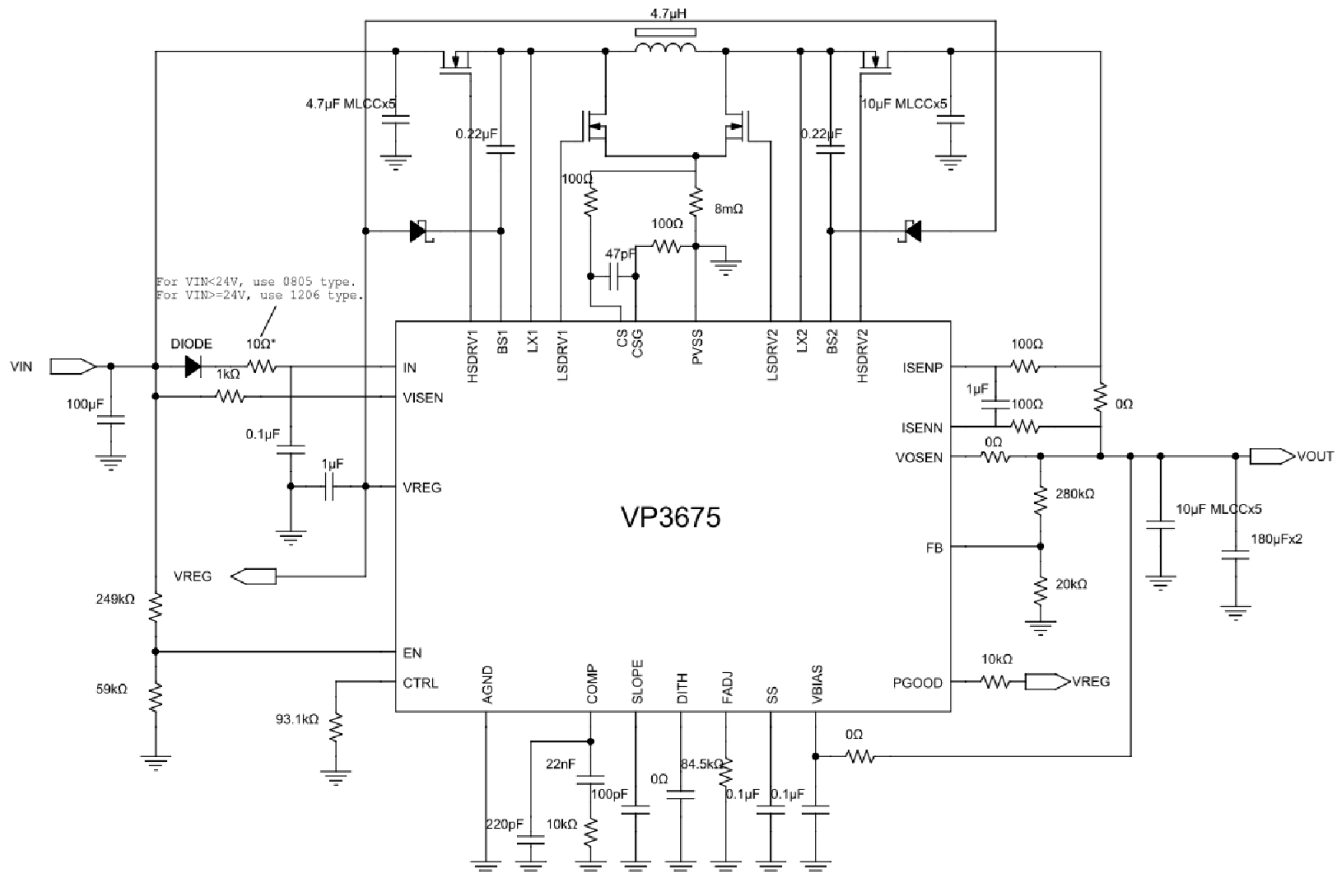 4.7µH
4.7µF MLCCx5
10µF MLCCx5
0.22µF
0.22µF
100Ω
8mΩ
100Ω
47pF
For VIN<24V, use 0805 type.
For VIN>=24V, use 1206 type.
HSDRV1
BS1
LX1
LSDRV1
CS
CSG
PVSS
LSDRV2
LX2
BS2
HSDRV2
DIODE
10Ω*
VIN
IN
1kΩ
VISEN
100µF
0.1µF
1µF
VREG
VREG
249kΩ
EN
59kΩ
CTRL
93.1kΩ
VP3675
ISENP
100Ω
1µF
0Ω
100Ω
ISENN
0Ω
VOSEN
VOUT
280kΩ
10µF MLCCx5
180µFx2
FB
20kΩ
PGOOD
10kΩ
VREG
AGND
COMP
SLOPE
DITH
FADJ
SS
VBIAS
0Ω
22nF
220pF
10kΩ
100pF
0Ω
84.5kΩ
0.1µF
0.1µF